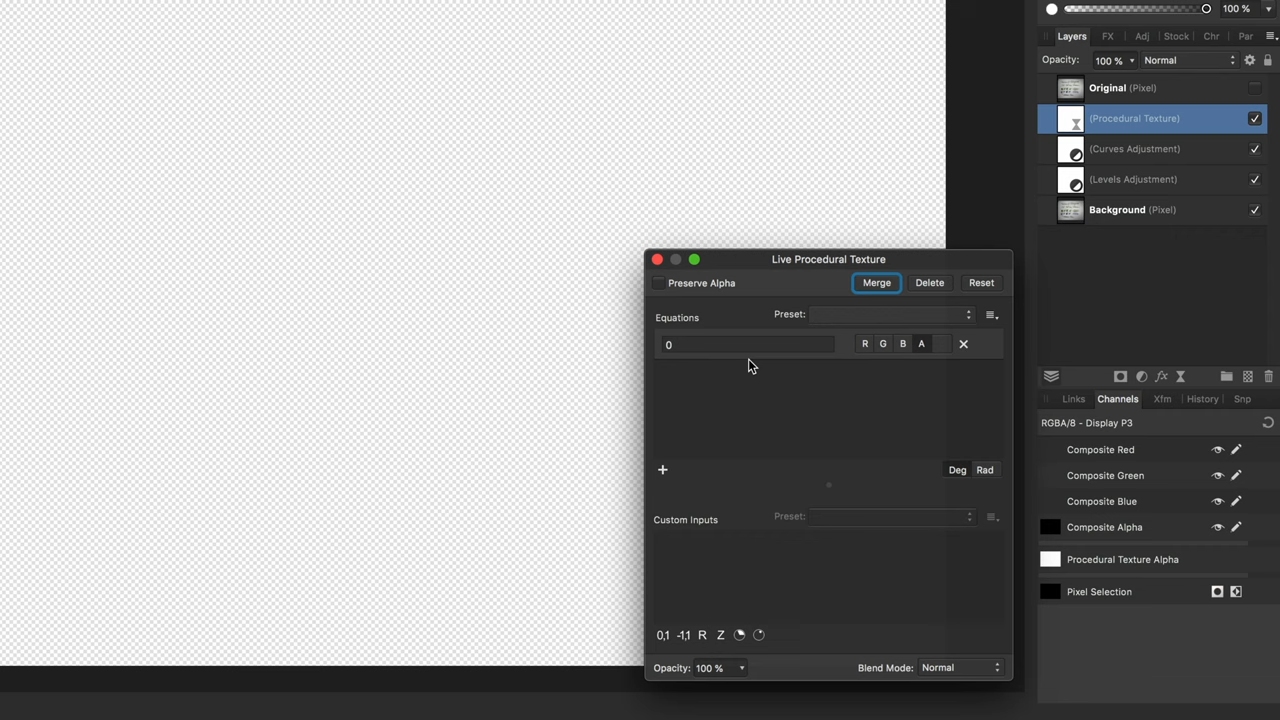 100 %
Layers FX Adj Stock Chr Par
Opacity: 100 % Normal
Original (Pixel)
(Procedural Texture)
(Curves Adjustment)
(Levels Adjustment)
Background (Pixel)
Live Procedural Texture
Preserve Alpha Merge Delete Reset
Equations Preset:
0 R G B A
Deg Rad
Custom Inputs Preset:
0,1 -1,1 R Z
Opacity: 100 % Blend Mode: Normal
Links Channels Xfm History Snp
RGBA/8 - Display P3
Composite Red
Composite Green
Composite Blue
Composite Alpha
Procedural Texture Alpha
Pixel Selection